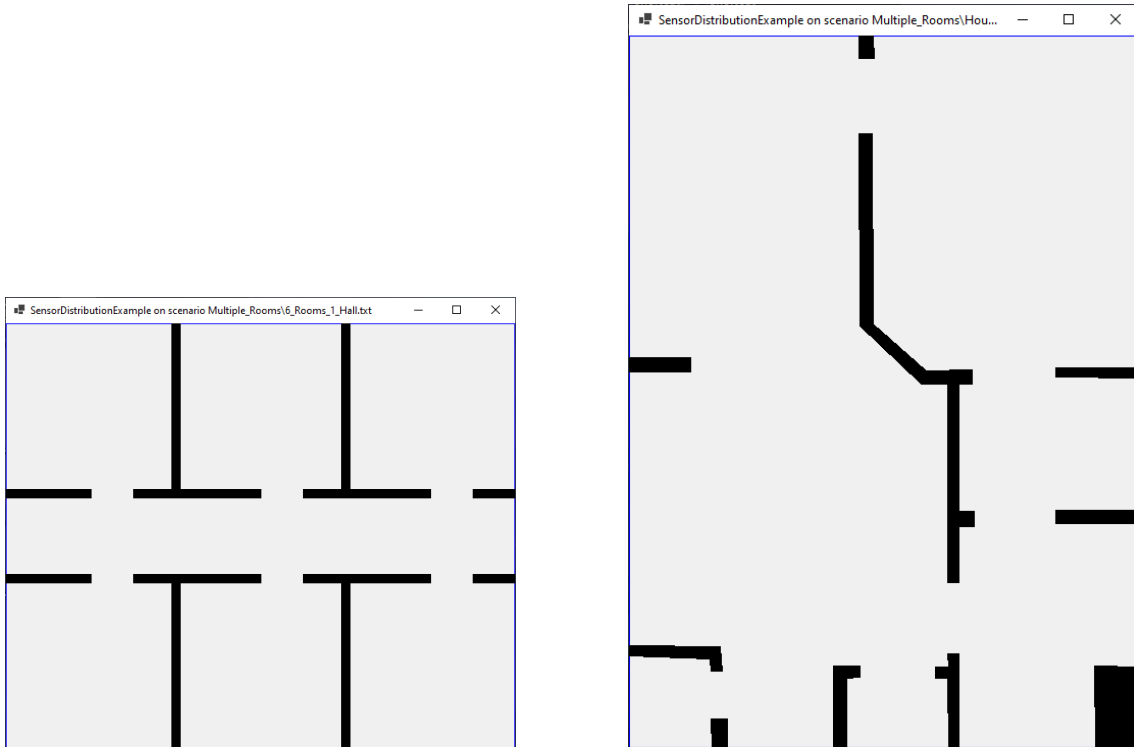 SensorDistributionExample on scenario Multiple_Rooms\Hou...
SensorDistributionExample on scenario Multiple_Rooms\6_Rooms_1_Hall.txt